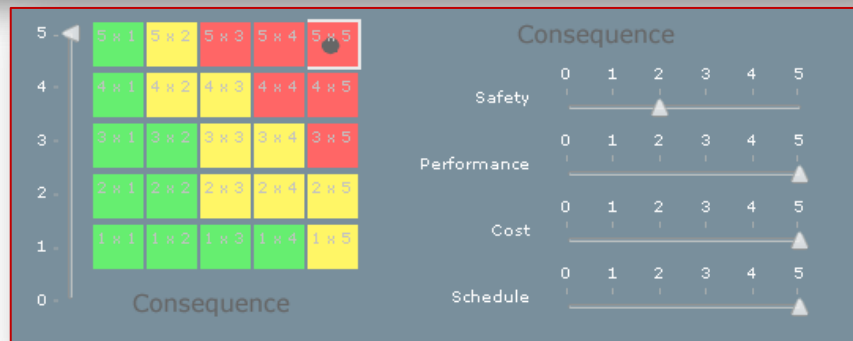 5 - 5 x 1 5 x 2 5 x 3 5 x 4 5 x 5
4 - 4 x 1 4 x 2 4 x 3 4 x 4 4 x 5
3 - 3 x 1 3 x 2 3 x 3 3 x 4 3 x 5
2 - 2 x 1 2 x 2 2 x 3 2 x 4 2 x 5
1 - 1 x 1 1 x 2 1 x 3 1 x 4 1 x 5
0 -
Consequence
Consequence
0 1 2 3 4 5
Safety
0 1 2 3 4 5
Performance
0 1 2 3 4 5
Cost
0 1 2 3 4 5
Schedule